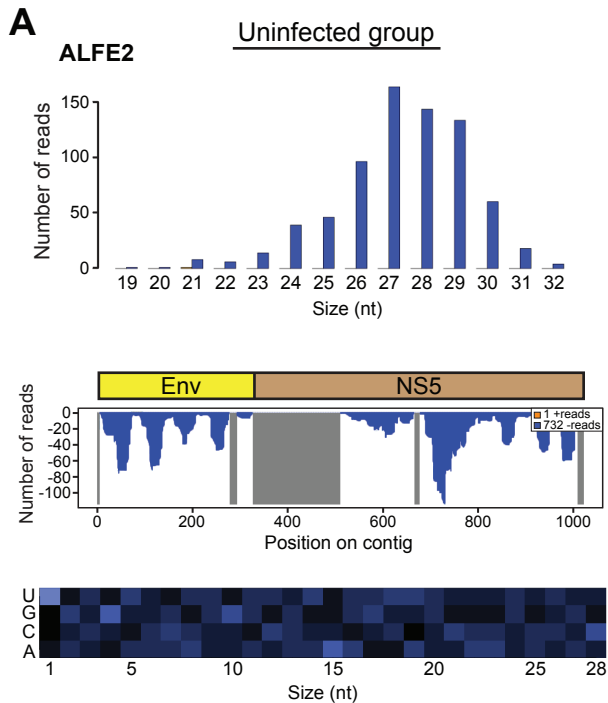 A
Uninfected group
ALFE2
Number of reads
150
100
50
0
19 20 21 22 23 24 25 26 27 28 29 30 31 32
Size (nt)
Env NS5
Number of reads
0
-20
-40
-60
-80
-100
1 +reads
732 -reads
0 200 400 600 800 1000
Position on contig
U
G
C
A
1 5 10 15 20 25 28
Size (nt)